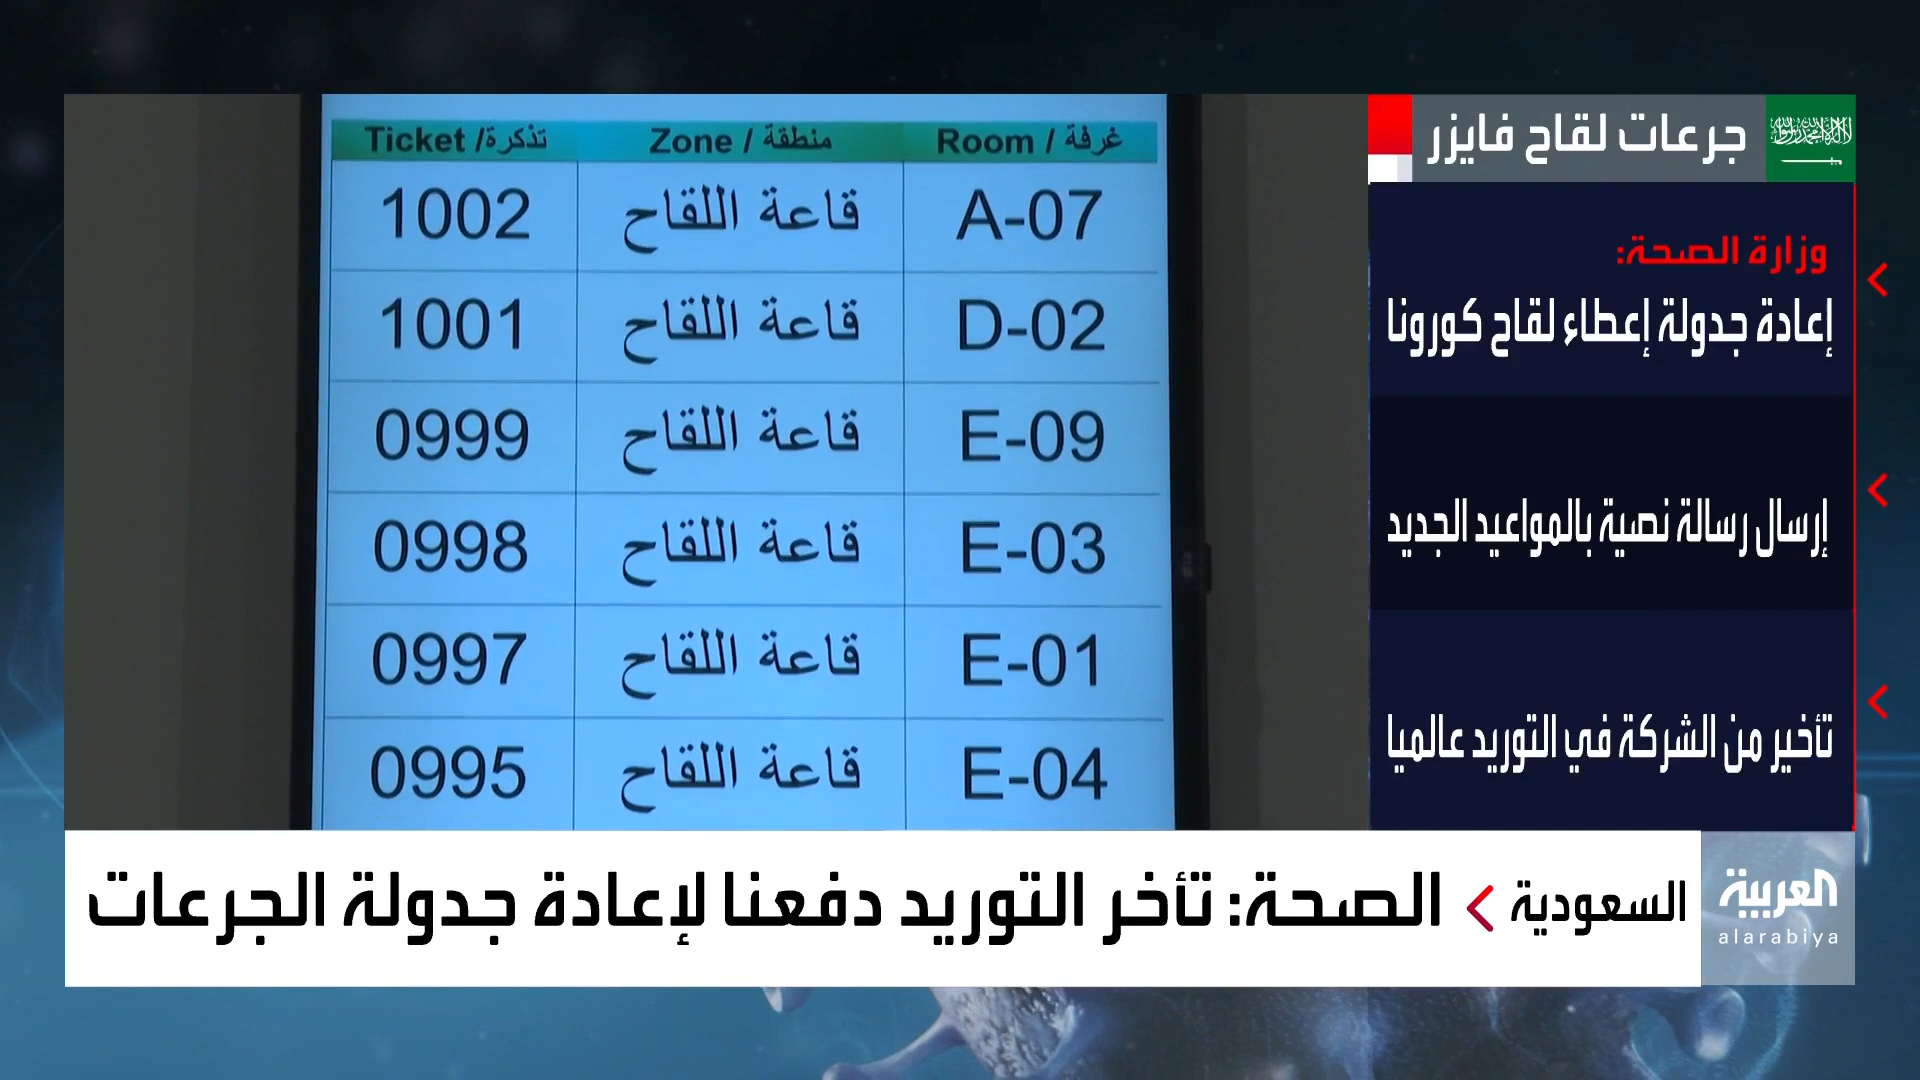 جرعات لقاح فايزر
وزارة الصحة:
إعادة جدولة إعطاء لقاح كورونا
إرسال رسالة نصية بالمواعيد الجديد
تأخير من الشركة في التوريد عالميا
Ticket /تذكرة Zone / منطقة Room / غرفة
1002 قاعة اللقاح A-07
1001 قاعة اللقاح D-02
0999 قاعة اللقاح E-09
0998 قاعة اللقاح E-03
0997 قاعة اللقاح E-01
0995 قاعة اللقاح E-04
السعودية
الصحة: تأخر التوريد دفعنا لإعادة جدولة الجرعات
العربية
alarabiya